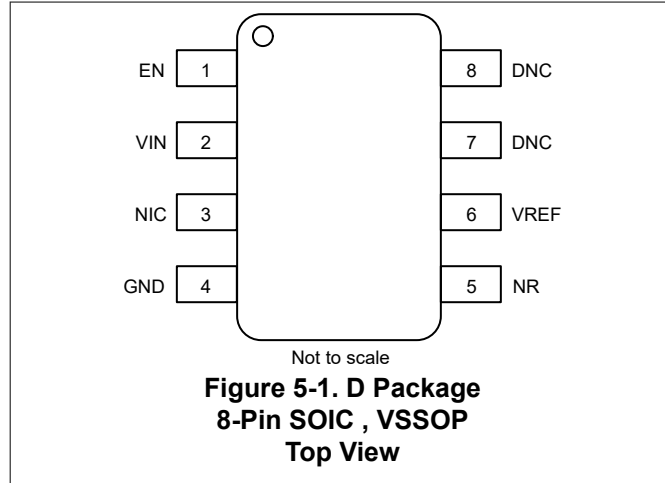 EN 1 8 DNC
VIN 2 7 DNC
NIC 3 6 VREF
GND 4 5 NR
Not to scale
Figure 5-1. D Package
8-Pin SOIC , VSSOP
Top View